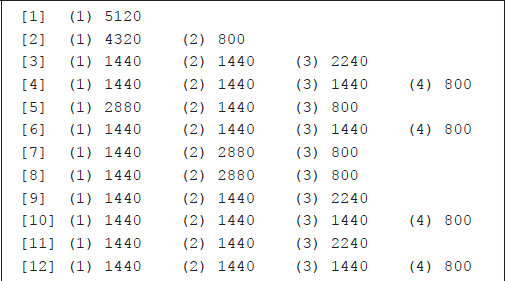 [1] (1) 5120
[2] (1) 4320 (2) 800
[3] (1) 1440 (2) 1440 (3) 2240
[4] (1) 1440 (2) 1440 (3) 1440 (4) 800
[5] (1) 2880 (2) 1440 (3) 800
[6] (1) 1440 (2) 1440 (3) 1440 (4) 800
[7] (1) 1440 (2) 2880 (3) 800
[8] (1) 1440 (2) 2880 (3) 800
[9] (1) 1440 (2) 1440 (3) 2240
[10] (1) 1440 (2) 1440 (3) 1440 (4) 800
[11] (1) 1440 (2) 1440 (3) 2240
[12] (1) 1440 (2) 1440 (3) 1440 (4) 800